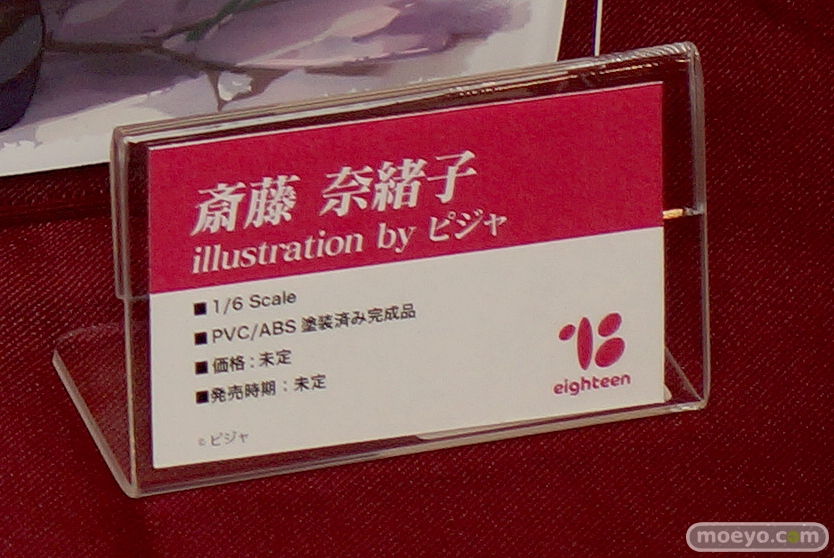 斎藤 奈緒子
illustration by ピジャ
■ 1/6 Scale
■ PVC/ABS 塗装済み完成品
■ 価格 : 未定
■ 発売時期 : 未定
© ピジャ
eighteen
moeyo.com